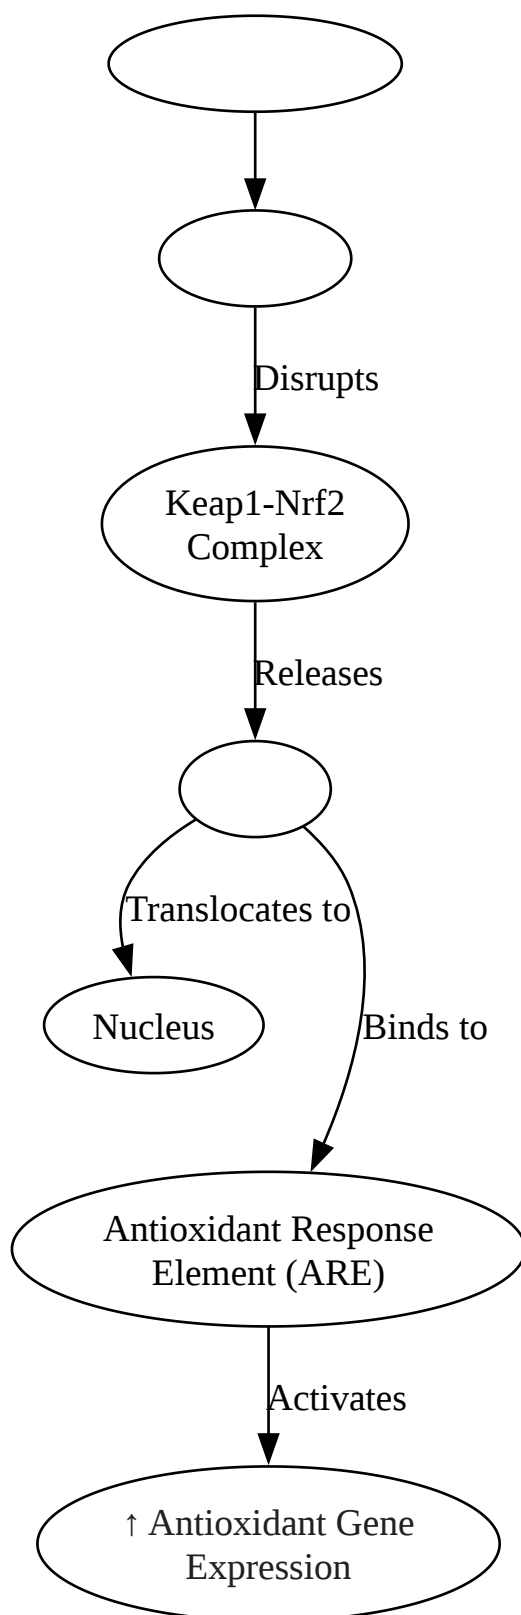 Disrupts
Keap1-Nrf2
Complex
Releases
Translocates to
Nucleus
Binds to
Antioxidant Response
Element (ARE)
Activates
↑ Antioxidant Gene
Expression